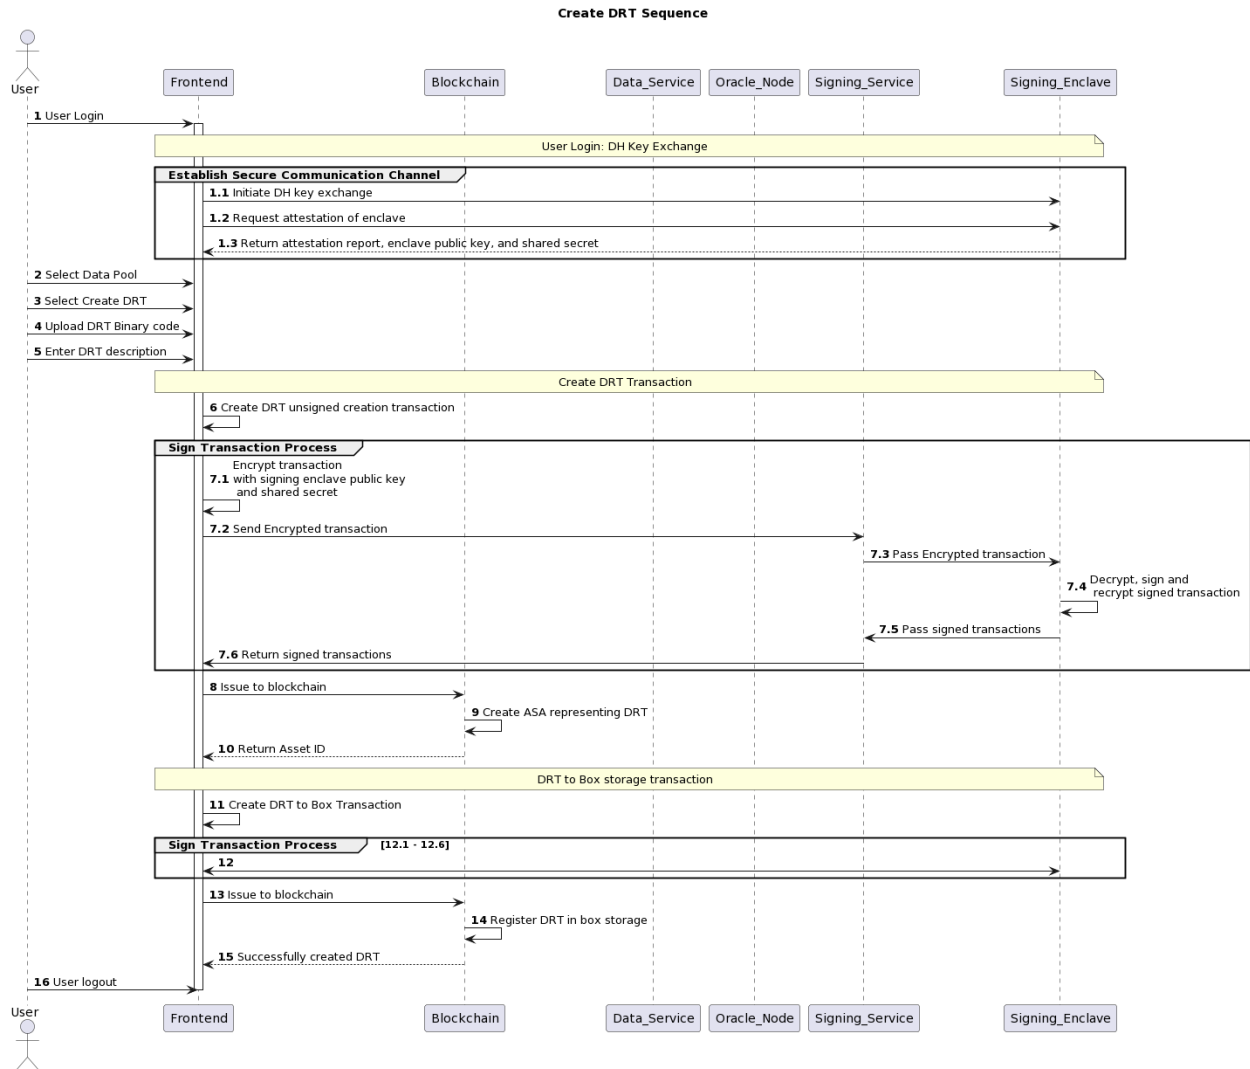 Create DRT Sequence
User
Frontend
Blockchain
Data_Service
Oracle_Node
Signing_Service
Signing_Enclave
1 User Login
User Login: DH Key Exchange
Establish Secure Communication Channel
1.1 Initiate DH key exchange
1.2 Request attestation of enclave
1.3 Return attestation report, enclave public key, and shared secret
2 Select Data Pool
3 Select Create DRT
4 Upload DRT Binary code
5 Enter DRT description
Create DRT Transaction
6 Create DRT unsigned creation transaction
Sign Transaction Process
Encrypt transaction
7.1 with signing enclave public key
and shared secret
7.2 Send Encrypted transaction
7.3 Pass Encrypted transaction
7.4 Decrypt, sign and
recrypt signed transaction
7.5 Pass signed transactions
7.6 Return signed transactions
8 Issue to blockchain
9 Create ASA representing DRT
10 Return Asset ID
DRT to Box storage transaction
11 Create DRT to Box Transaction
Sign Transaction Process [12.1 - 12.6]
12
13 Issue to blockchain
14 Register DRT in box storage
15 Successfully created DRT
16 User logout
User
Frontend
Blockchain
Data_Service
Oracle_Node
Signing_Service
Signing_Enclave